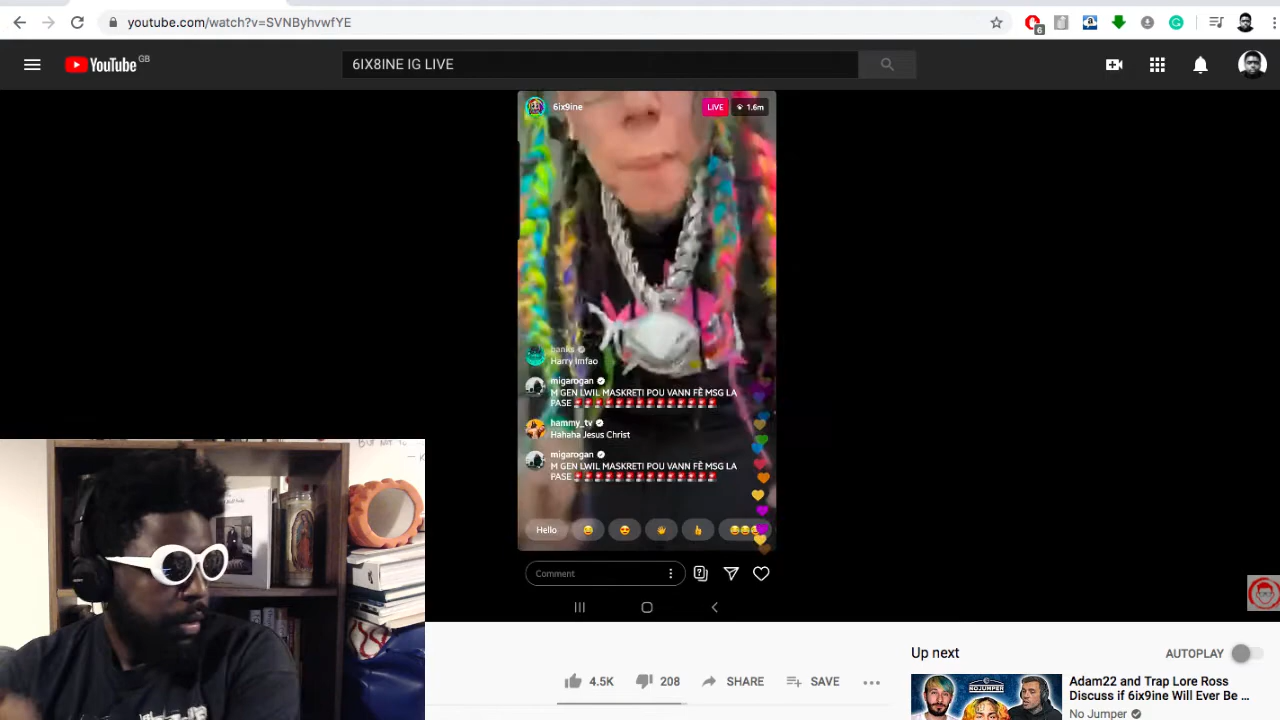 youtube.com/watch?v=SVNByhvwfYE
6
YouTube GB
6IX8INE IG LIVE
6ix9ine
LIVE
1.6m
banks
Harry lmfao
migarogan
M GEN LWIL MASKRETI POU VANN FÈ MSG LA
PASE 🚨🚨🚨🚨🚨🚨🚨🚨🚨🚨🚨🚨🚨🚨
hammy_tv
Hahaha Jesus Christ
migarogan
M GEN LWIL MASKRETI POU VANN FÈ MSG LA
PASE 🚨🚨🚨🚨🚨🚨🚨🚨🚨🚨🚨🚨🚨🚨
Hello
Comment
4.5K
208
SHARE
SAVE
Up next
AUTOPLAY
NOJUMPER
Adam22 and Trap Lore Ross
Discuss if 6ix9ine Will Ever Be ...
No Jumper